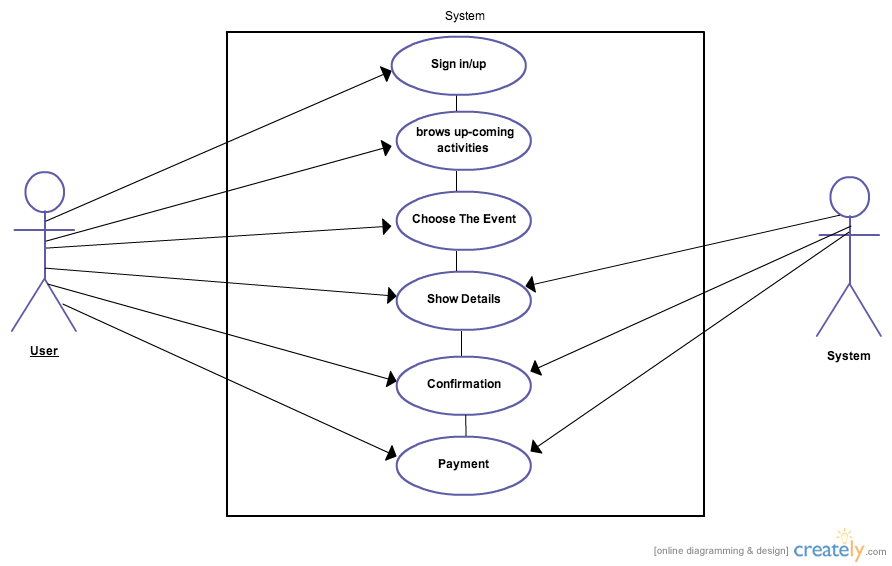 System
Sign in/up
brows up-coming
activities
Choose The Event
Show Details
Confirmation
Payment
User
System
[online diagramming & design] creately.com